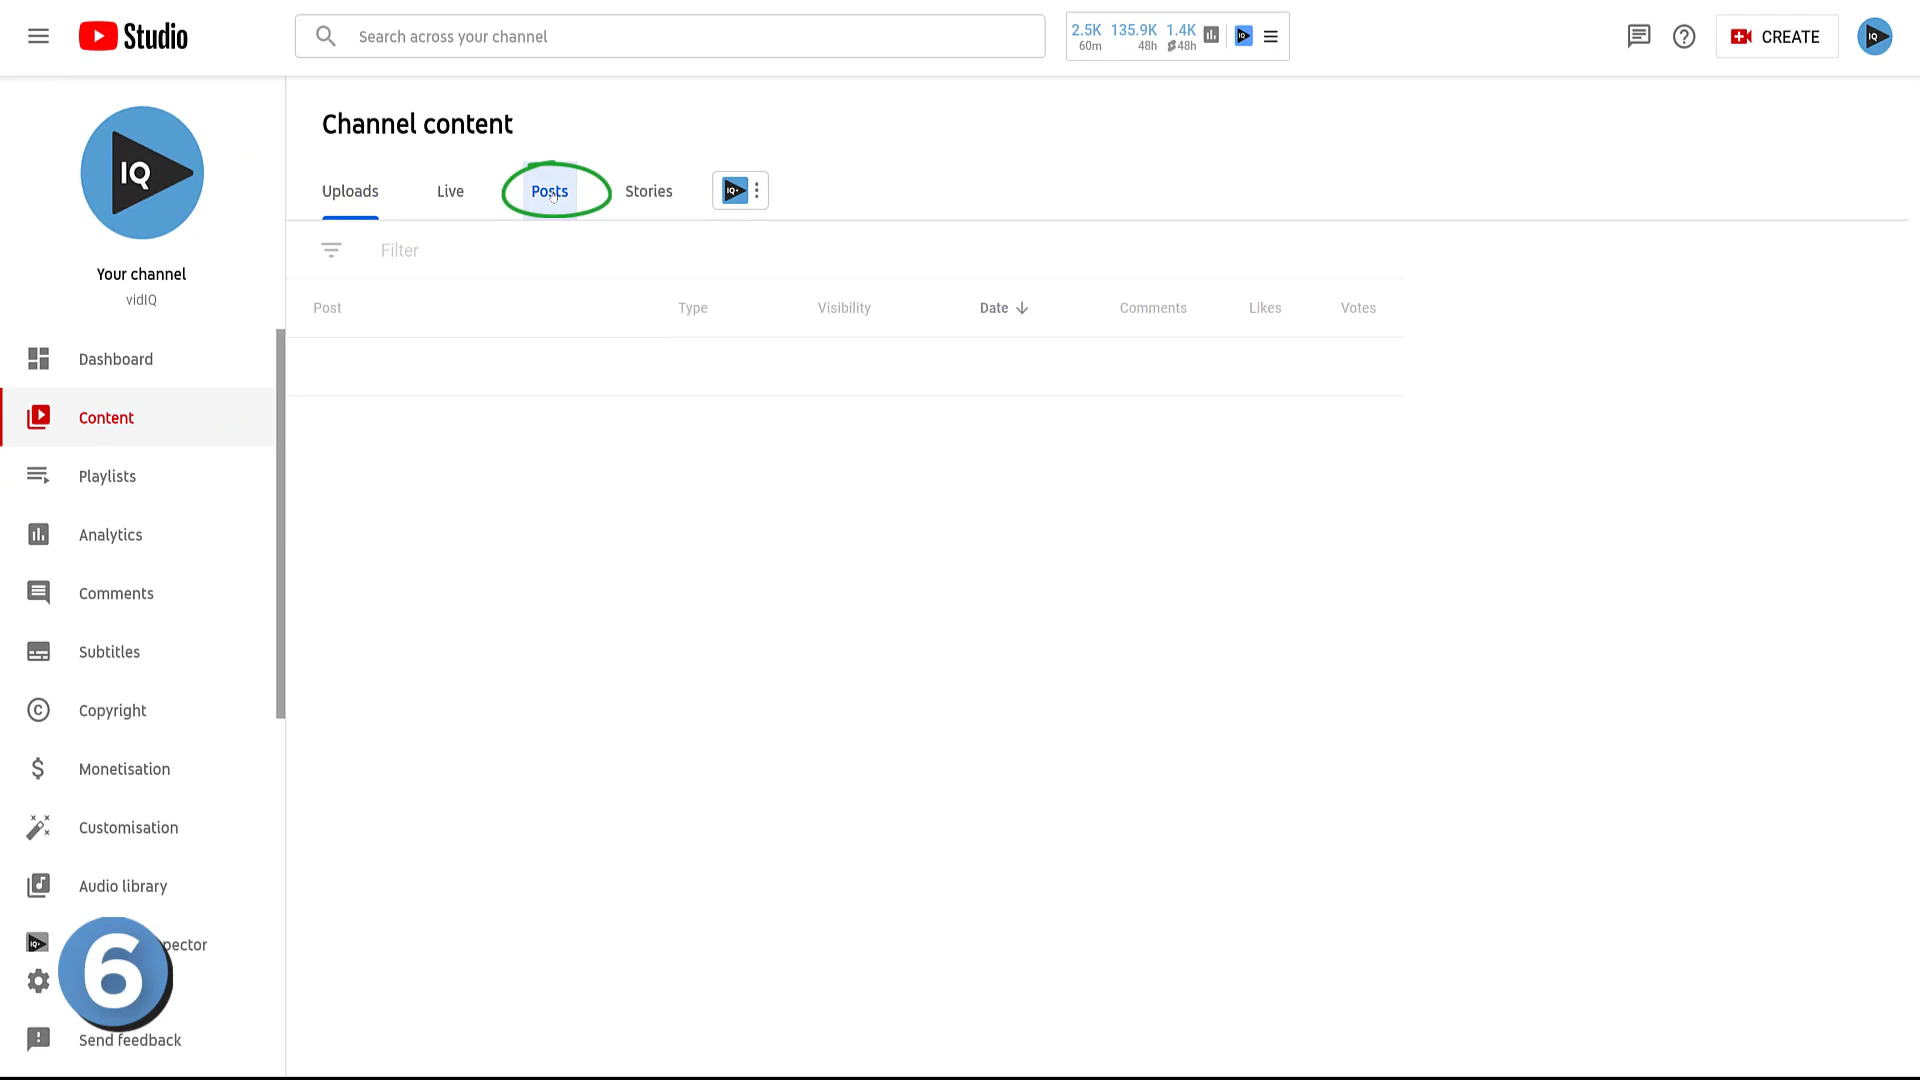 Studio
Search across your channel
2.5K 135.9K 1.4K
60m 48h 48h
CREATE
IQ
IQ
Your channel
vidIQ
Dashboard
Content
Playlists
Analytics
Comments
Subtitles
Copyright
Monetisation
Customisation
Audio library
pector
6
Send feedback
Channel content
Uploads Live Posts Stories
IQ
Filter
Post Type Visibility Date Comments Likes Votes